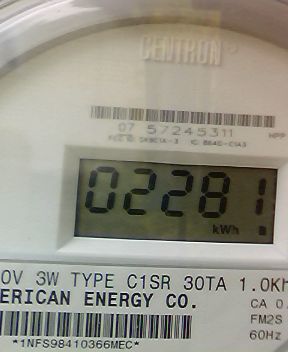 CENTRON®
07 57245311
02281
kWh
0V 3W TYPE C1SR 30TA 1.0Kh
ERICAN ENERGY CO.
CA 0.
FM2S
60Hz
*1NFS98410366MEC*